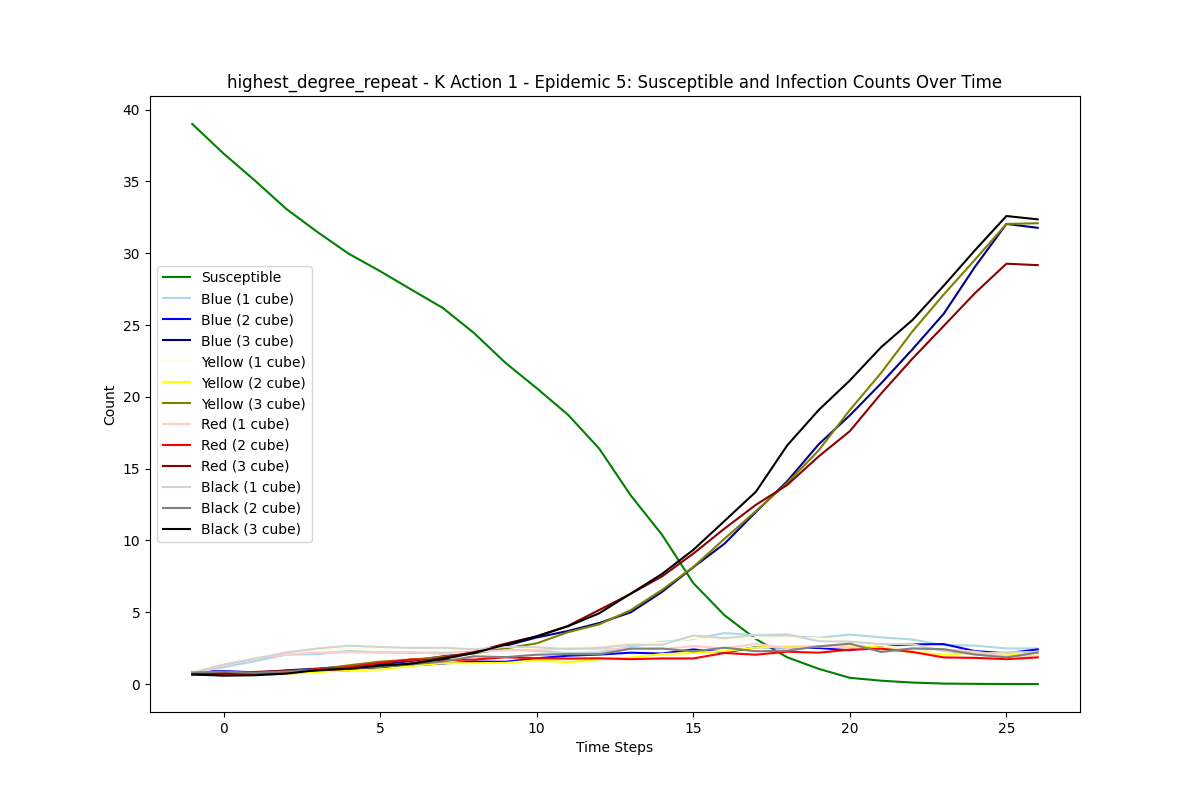 highest_degree_repeat - K Action 1 - Epidemic 5: Susceptible and Infection Counts Over Time
40
35
30
25
20
15
10
5
0
Count
Susceptible
Blue (1 cube)
Blue (2 cube)
Blue (3 cube)
Yellow (1 cube)
Yellow (2 cube)
Yellow (3 cube)
Red (1 cube)
Red (2 cube)
Red (3 cube)
Black (1 cube)
Black (2 cube)
Black (3 cube)
0 5 10 15 20 25
Time Steps